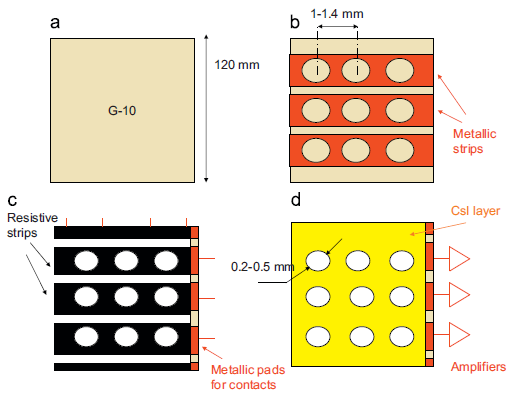 a
G-10
120 mm
b
1-1.4 mm
Metallic
strips
c
Resistive
strips
Metallic pads
for contacts
d
CsI layer
0.2-0.5 mm
Amplifiers